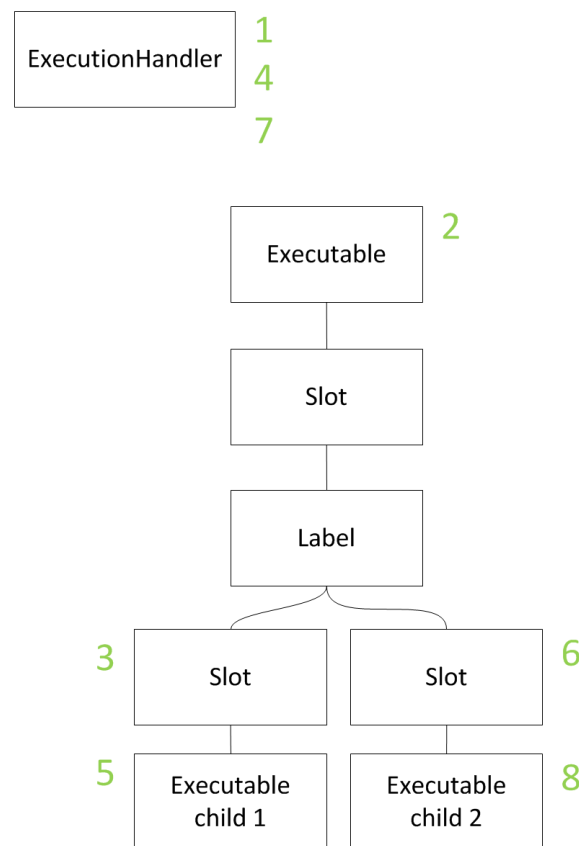 1
ExecutionHandler
4
7
2
Executable
Slot
Label
3
Slot
Slot
6
5
Executable
child 1
Executable
child 2
8